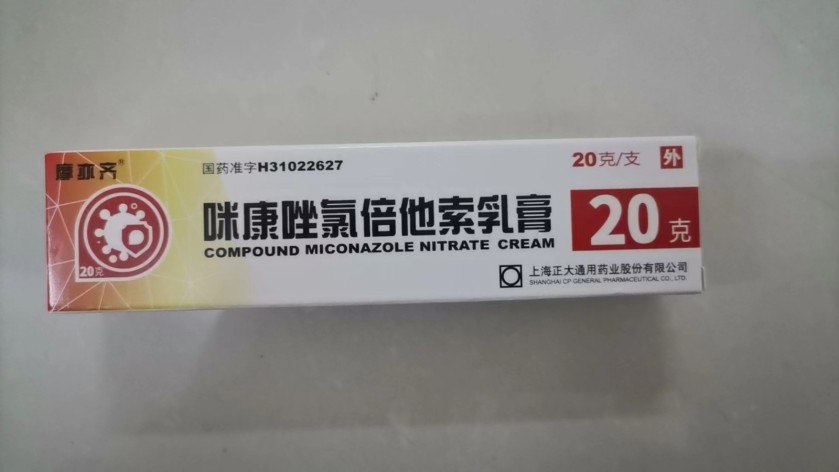 摩亦齐®
国药准字H31022627
20克/支
外
咪康唑氯倍他索乳膏
COMPOUND MICONAZOLE NITRATE CREAM
20克
20克
上海正大通用药业股份有限公司
SHANGHAI CP GENERAL PHARMACEUTICAL CO., LTD.